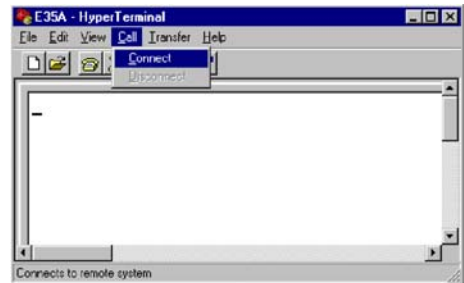 E35A - HyperTerminal
File Edit View Call Transfer Help
Connect
Disconnect
Connects to remote system